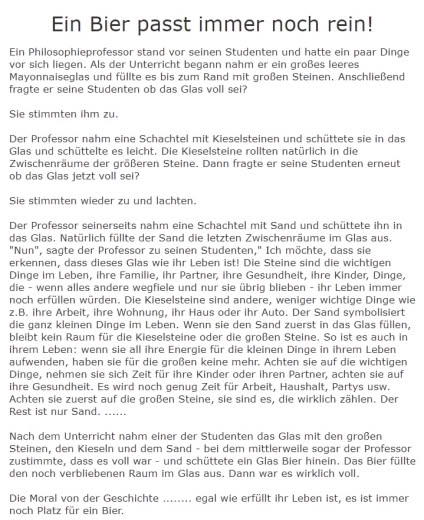 Ein Bier passt immer noch rein!
Ein Philosophieprofessor stand vor seinen Studenten und hatte ein paar Dinge
vor sich liegen. Als der Unterricht begann nahm er ein großes leeres
Mayonnaiseglas und füllte es bis zum Rand mit großen Steinen. Anschließend
fragte er seine Studenten ob das Glas voll sei?
Sie stimmten ihm zu.
Der Professor nahm eine Schachtel mit Kieselsteinen und schüttete sie in das
Glas und schüttelte es leicht. Die Kieselsteine rollten natürlich in die
Zwischenräume der größeren Steine. Dann fragte er seine Studenten erneut
ob das Glas jetzt voll sei?
Sie stimmten wieder zu und lachten.
Der Professor seinerseits nahm eine Schachtel mit Sand und schüttete ihn in
das Glas. Natürlich füllte der Sand die letzten Zwischenräume im Glas aus.
"Nun", sagte der Professor zu seinen Studenten," Ich möchte, dass sie
erkennen, dass dieses Glas wie ihr Leben ist! Die Steine sind die wichtigen
Dinge im Leben, ihre Familie, ihr Partner, ihre Gesundheit, ihre Kinder, Dinge,
die - wenn alles andere wegfiele und nur sie übrig blieben - ihr Leben immer
noch erfüllen würden. Die Kieselsteine sind andere, weniger wichtige Dinge wie
z.B. ihre Arbeit, ihre Wohnung, ihr Haus oder ihr Auto. Der Sand symbolisiert
die ganz kleinen Dinge im Leben. Wenn sie den Sand zuerst in das Glas füllen,
bleibt kein Raum für die Kieselsteine oder die großen Steine. So ist es auch in
ihrem Leben: wenn sie all ihre Energie für die kleinen Dinge in ihrem Leben
aufwenden, haben sie für die großen keine mehr. Achten sie auf die wichtigen
Dinge, nehmen sie sich Zeit für ihre Kinder oder ihren Partner, achten sie auf
ihre Gesundheit. Es wird noch genug Zeit für Arbeit, Haushalt, Partys usw.
Achten sie zuerst auf die großen Steine, sie sind es, die wirklich zählen. Der
Rest ist nur Sand. ......
Nach dem Unterricht nahm einer der Studenten das Glas mit den großen
Steinen, den Kieseln und dem Sand - bei dem mittlerweile sogar der Professor
zustimmte, dass es voll war - und schüttete ein Glas Bier hinein. Das Bier füllte
den noch verbliebenen Raum im Glas aus. Dann war es wirklich voll.
Die Moral von der Geschichte ........ egal wie erfüllt ihr Leben ist, es ist immer
noch Platz für ein Bier.